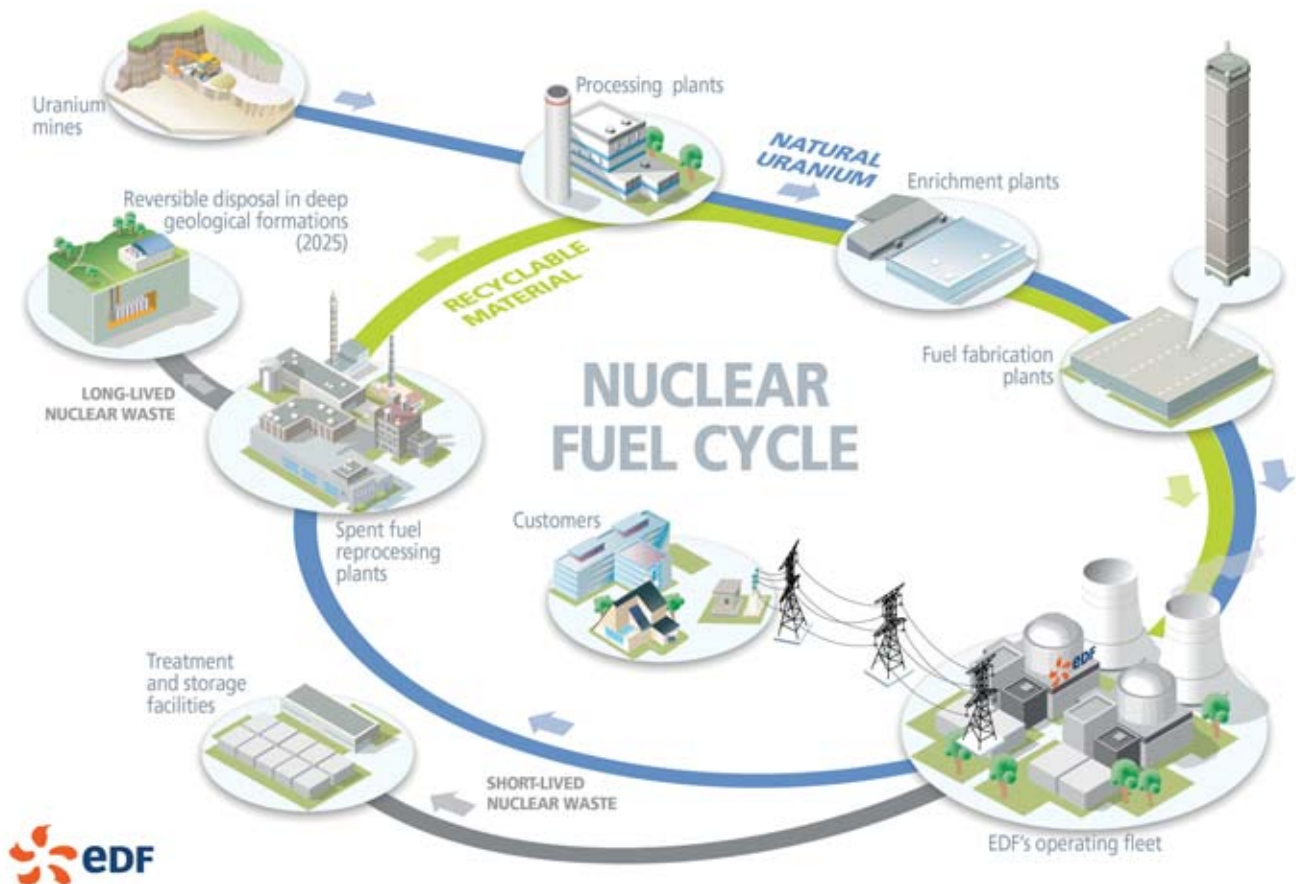 Uranium
mines
Processing plants
NATURAL
URANIUM
Enrichment plants
Reversible disposal in deep
geological formations
(2025)
RECYCLABLE
MATERIAL
Fuel fabrication
plants
LONG-LIVED
NUCLEAR WASTE
NUCLEAR
FUEL CYCLE
Spent fuel
reprocessing
plants
Customers
Treatment
and storage
facilities
eDF
SHORT-LIVED
NUCLEAR WASTE
EDF's operating fleet
eDF